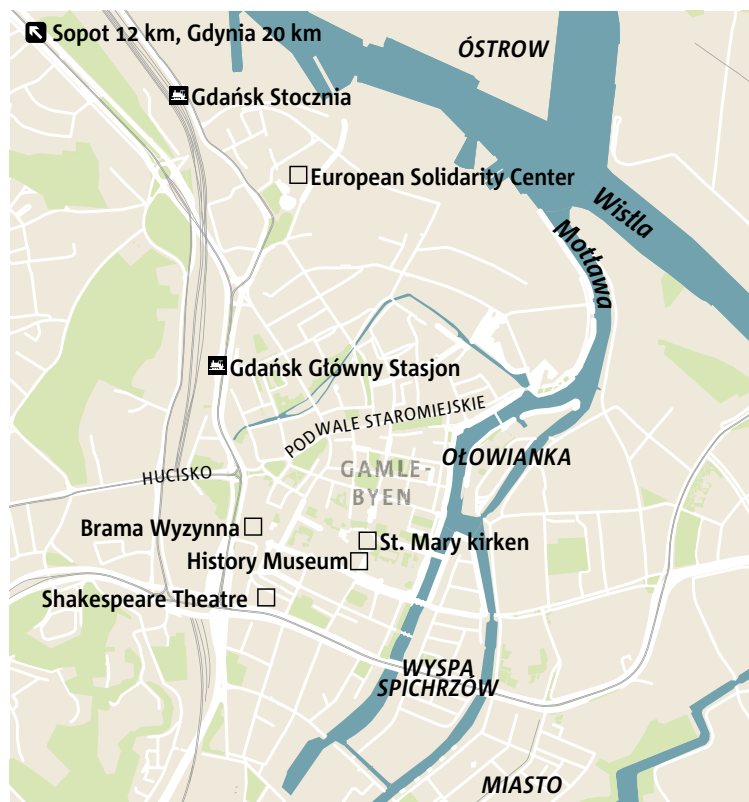 Sopot 12 km, Gdynia 20 km
ÓSTROW
Gdańsk Stocznia
European Solidarity Center
Wistla
Motława
Gdańsk Główny Stasjon
PODWALE STAROMIEJSKIE
GAMLE-
BYEN
OŁOWIANKA
HUCISKO
Brama Wyzynna
St. Mary kirken
History Museum
Shakespeare Theatre
WYSPA
SPICHRZÓW
MIASTO